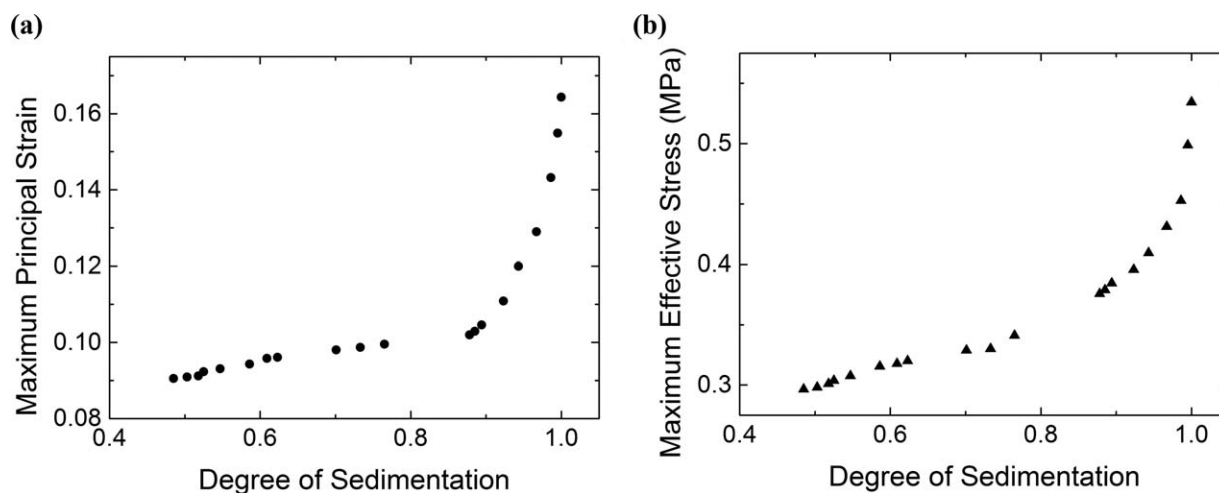 (a)
Maximum Principal Strain
0.16
0.14
0.12
0.10
0.08
0.4 0.6 0.8 1.0
Degree of Sedimentation
(b)
Maximum Effective Stress (MPa)
0.5
0.4
0.3
0.4 0.6 0.8 1.0
Degree of Sedimentation